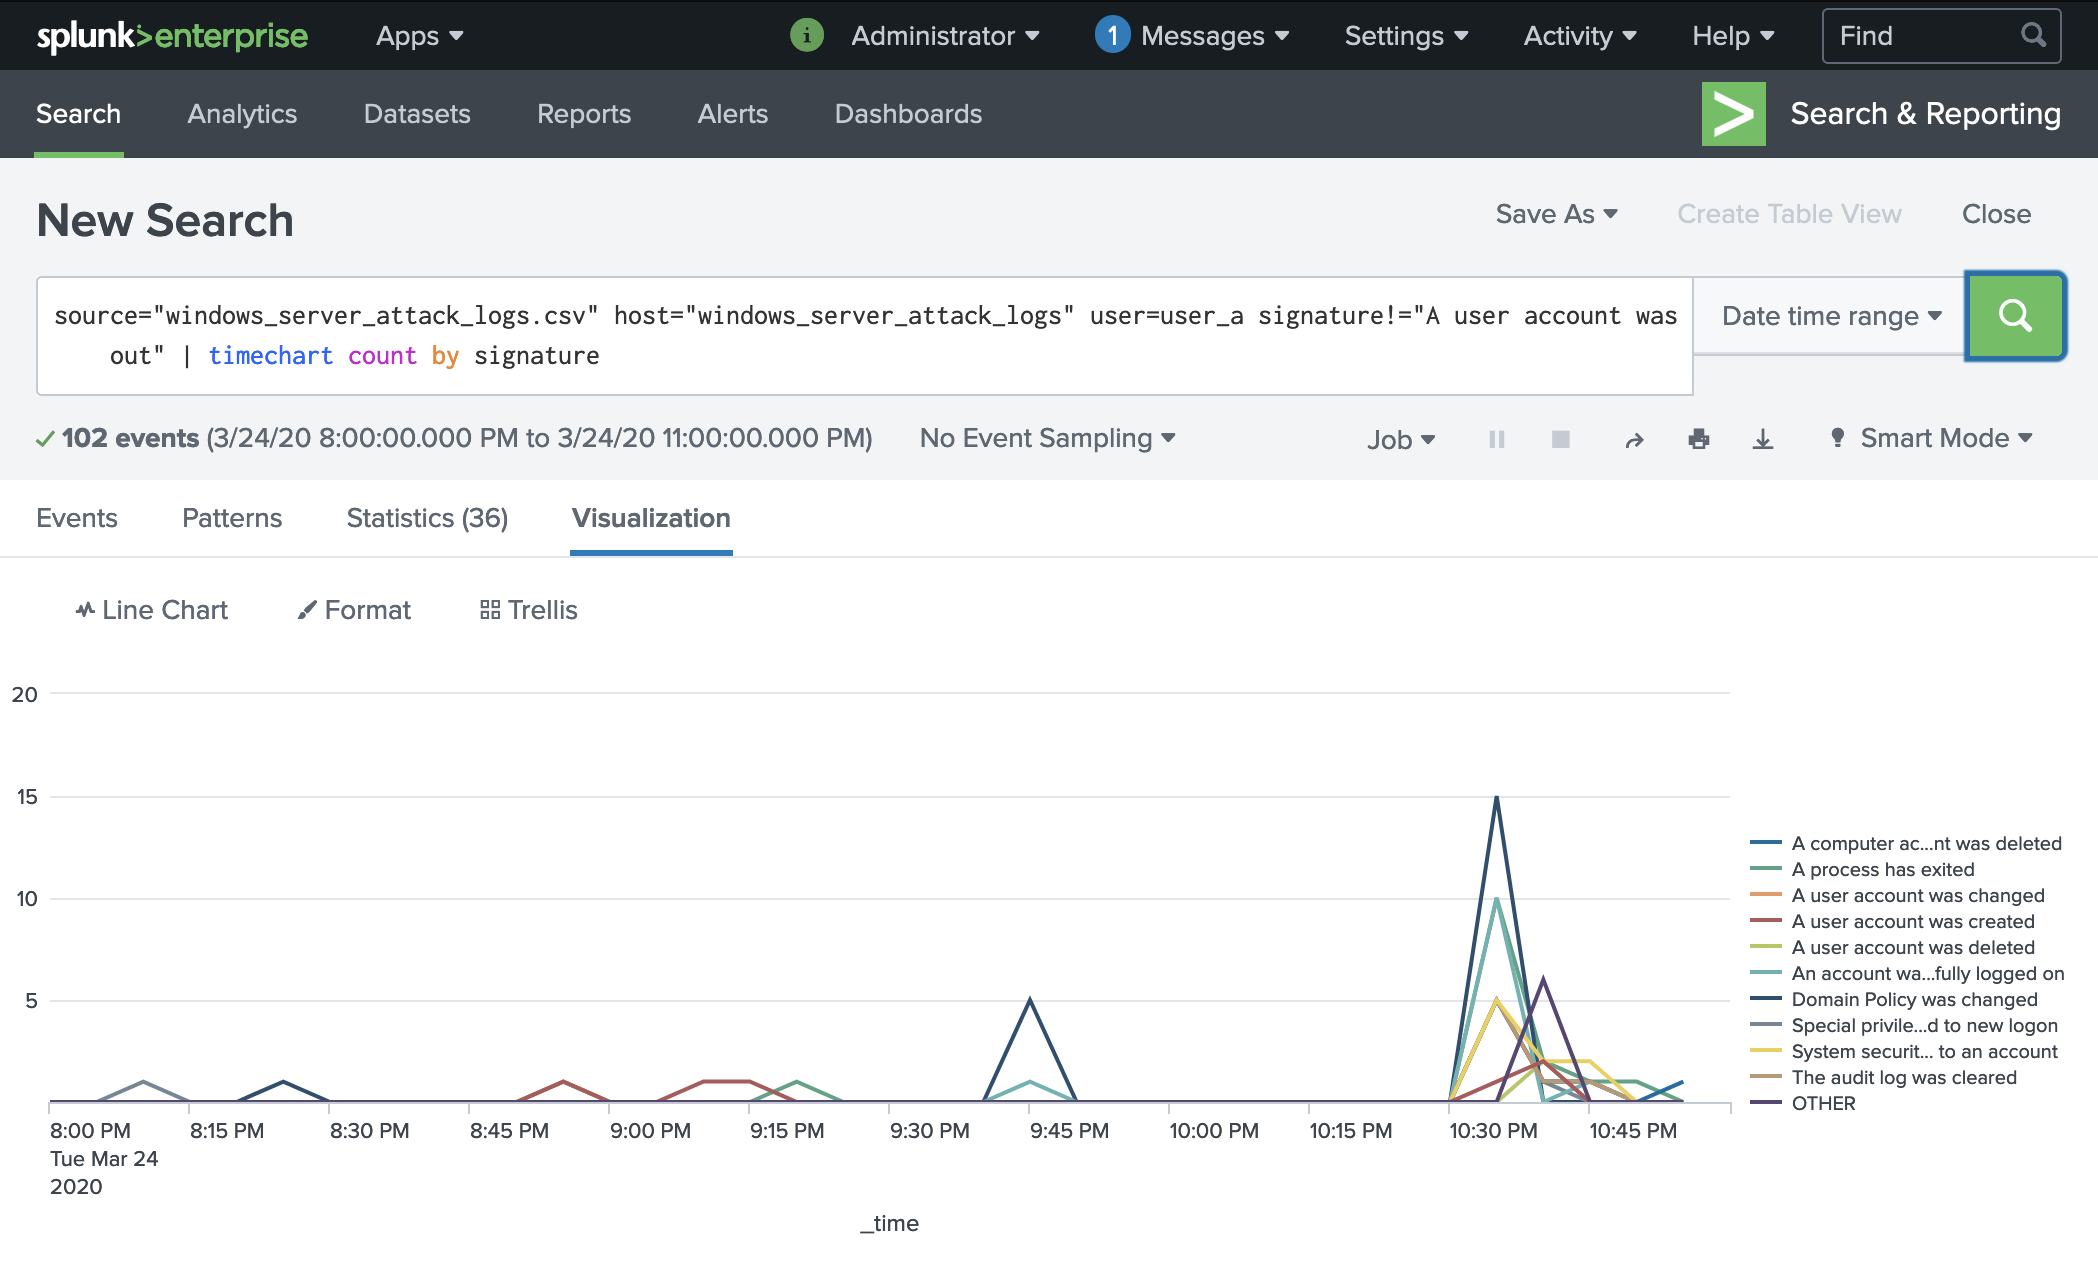 splunk>enterprise Apps i Administrator 1 Messages Settings Activity Help Find
Search Analytics Datasets Reports Alerts Dashboards Search & Reporting
New Search Save As Create Table View Close
source="windows_server_attack_logs.csv" host="windows_server_attack_logs" user=user_a signature!="A user account was
out" | timechart count by signature
Date time range
102 events (3/24/20 8:00:00.000 PM to 3/24/20 11:00:00.000 PM) No Event Sampling Job Smart Mode
Events Patterns Statistics (36) Visualization
Line Chart Format Trellis
20
15
10
5
A computer ac...nt was deleted
A process has exited
A user account was changed
A user account was created
A user account was deleted
An account wa...fully logged on
Domain Policy was changed
Special privile...d to new logon
System securit... to an account
The audit log was cleared
OTHER
8:00 PM 8:15 PM 8:30 PM 8:45 PM 9:00 PM 9:15 PM 9:30 PM 9:45 PM 10:00 PM 10:15 PM 10:30 PM 10:45 PM
Tue Mar 24
2020
_time